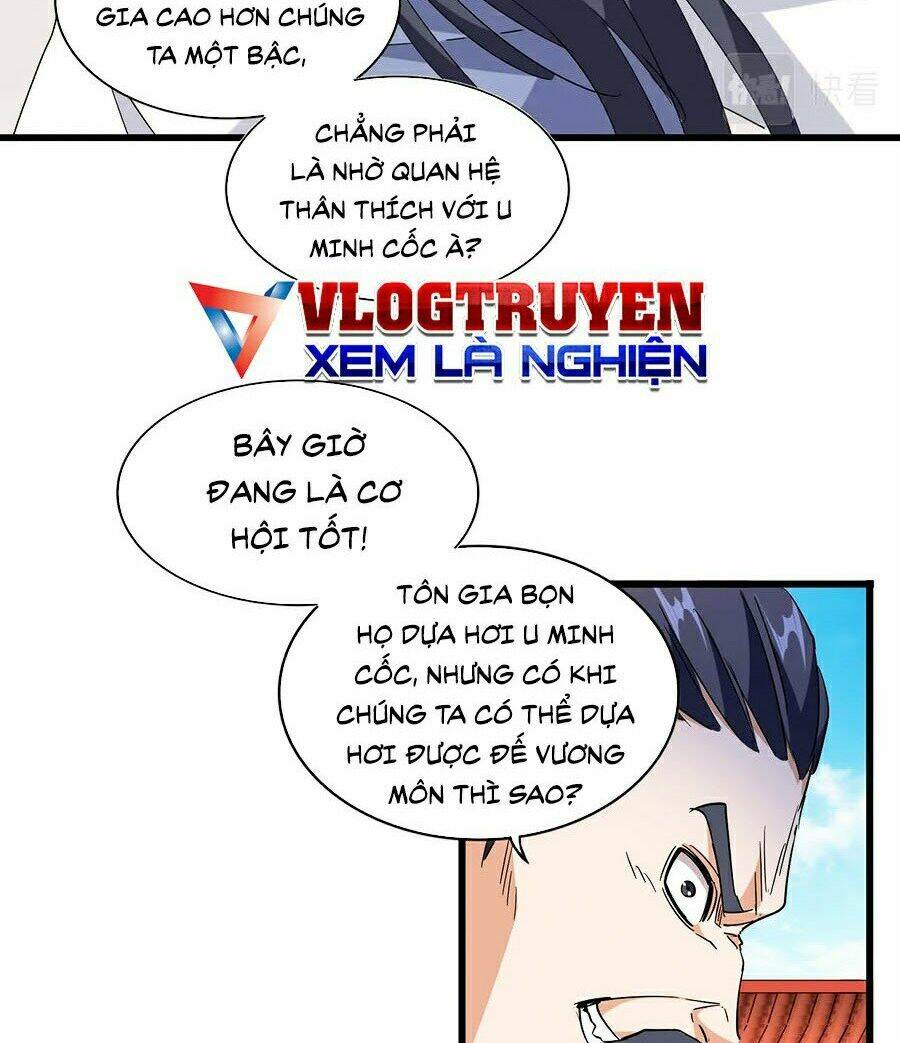 GIA CAO HƠN CHÚNG
TA MỘT BẬC,
快看
CHẲNG PHẢI
LÀ NHỜ QUAN HỆ
THÂN THÍCH VỚI U
MINH CỐC À?
VLOGTRUYEN
XEM LÀ NGHIỆN
BÂY GIỜ
ĐANG LÀ CƠ
HỘI TỐT!
TÔN GIA BỌN
HỌ DỰA HƠI U MINH
CỐC, NHƯNG CÓ KHI
CHÚNG TA CÓ THỂ DỰA
HƠI ĐƯỢC ĐẾ VƯƠNG
MÔN THÌ SAO?